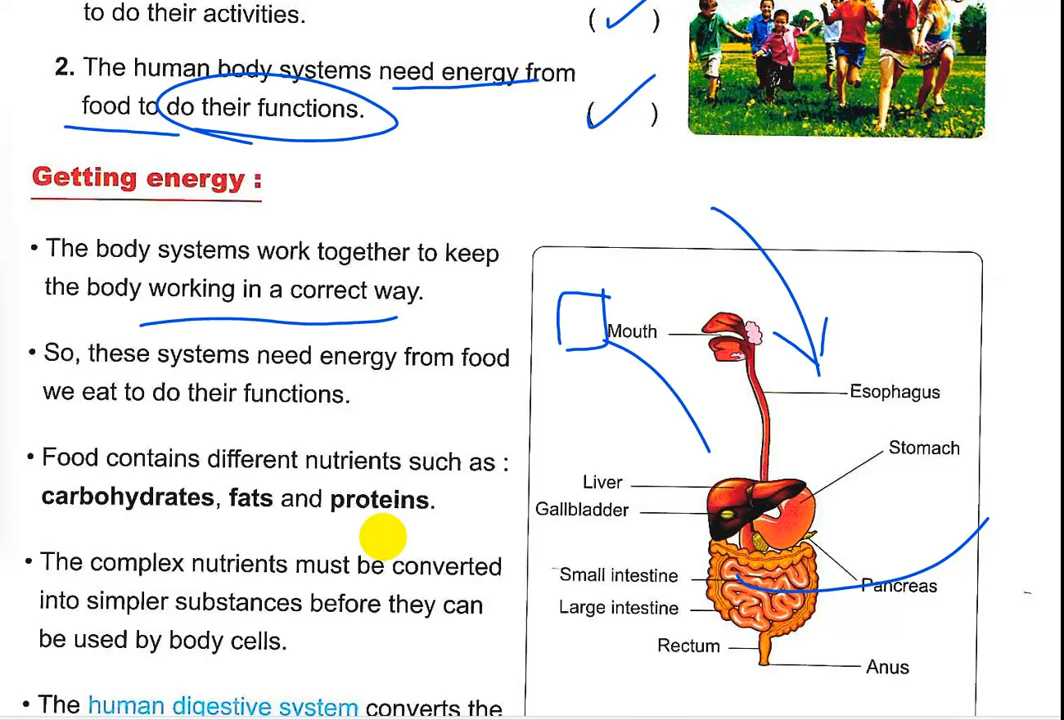 to do their activities.
( ✓ )
2. The human body systems need energy from
food to do their functions.
( ✓ )
Getting energy :
• The body systems work together to keep
the body working in a correct way.
• So, these systems need energy from food
we eat to do their functions.
• Food contains different nutrients such as :
carbohydrates, fats and proteins.
• The complex nutrients must be converted
into simpler substances before they can
be used by body cells.
• The human digestive system converts the
Mouth
Esophagus
Stomach
Liver
Gallbladder
Small intestine
Pancreas
Large intestine
Rectum
Anus